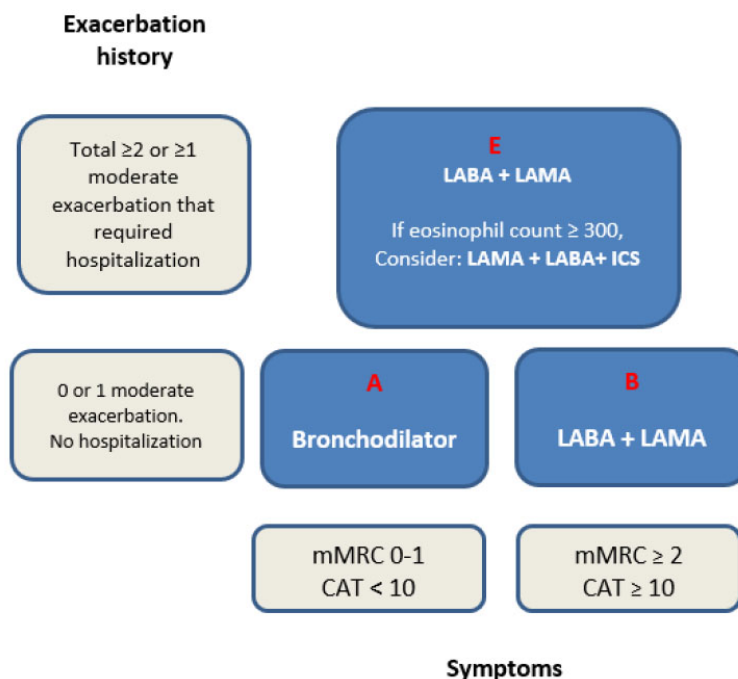 Exacerbation
history
Total ≥2 or ≥1
moderate
exacerbation that
required
hospitalization
E
LABA + LAMA
If eosinophil count ≥ 300,
Consider: LAMA + LABA+ ICS
0 or 1 moderate
exacerbation.
No hospitalization
A
Bronchodilator
B
LABA + LAMA
mMRC 0-1
CAT < 10
mMRC ≥ 2
CAT ≥ 10
Symptoms